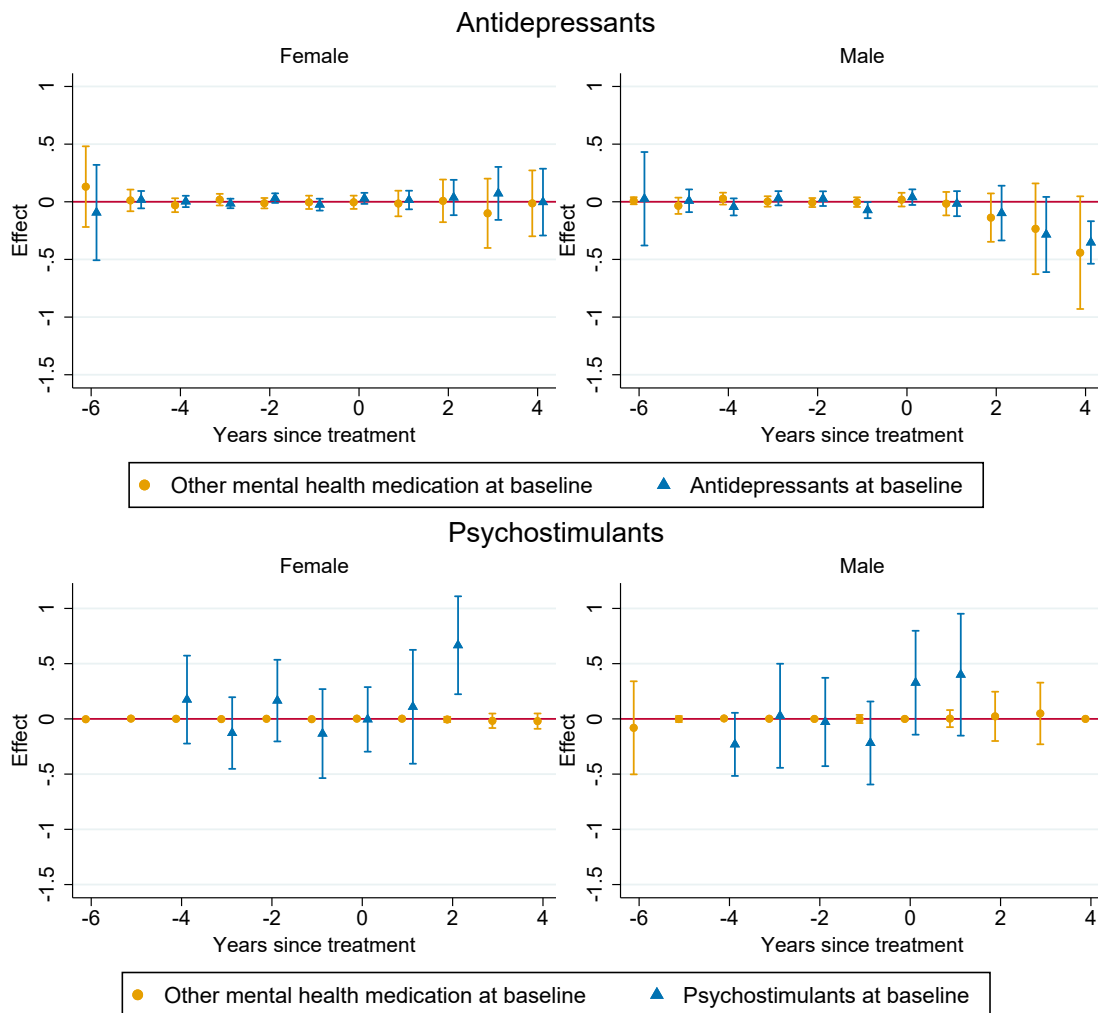 Antidepressants
Female Male
1 1
.5 .5
0 0
-.5 -.5
-1 -1
-1.5 -1.5
Effect Effect
-6 -4 -2 0 2 4 -6 -4 -2 0 2 4
Years since treatment Years since treatment
Other mental health medication at baseline Antidepressants at baseline
Psychostimulants
Female Male
1 1
.5 .5
0 0
-.5 -.5
-1 -1
-1.5 -1.5
Effect Effect
-6 -4 -2 0 2 4 -6 -4 -2 0 2 4
Years since treatment Years since treatment
Other mental health medication at baseline Psychostimulants at baseline